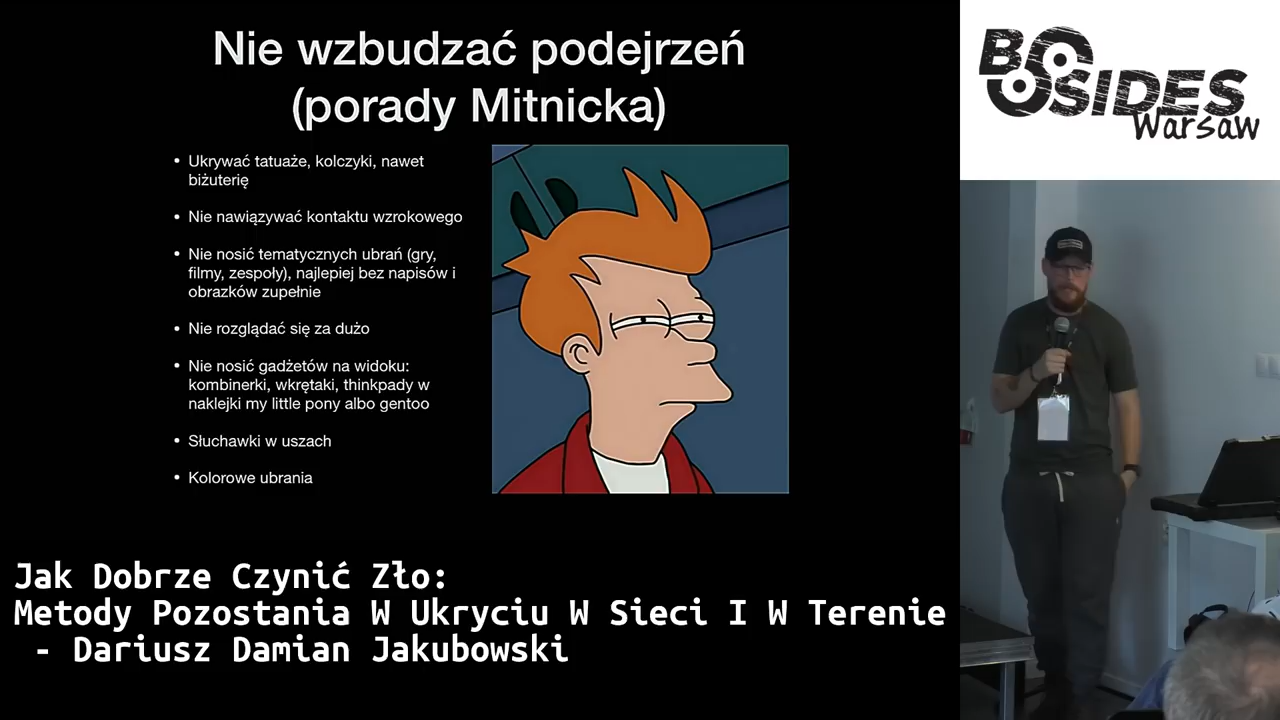 Nie wzbudzać podejrzeń
(porady Mitnicka)
• Ukrywać tatuaże, kolczyki, nawet
biżuterię
• Nie nawiązywać kontaktu wzrokowego
• Nie nosić tematycznych ubrań (gry,
filmy, zespoły), najlepiej bez napisów i
obrazków zupełnie
• Nie rozglądać się za dużo
• Nie nosić gadżetów na widoku:
kombinerki, wkrętaki, thinkpady w
naklejki my little pony albo gentoo
• Słuchawki w uszach
• Kolorowe ubrania
BSIDES
Warsaw
Jak Dobrze Czynić Zło:
Metody Pozostania W Ukryciu W Sieci I W Terenie
- Dariusz Damian Jakubowski